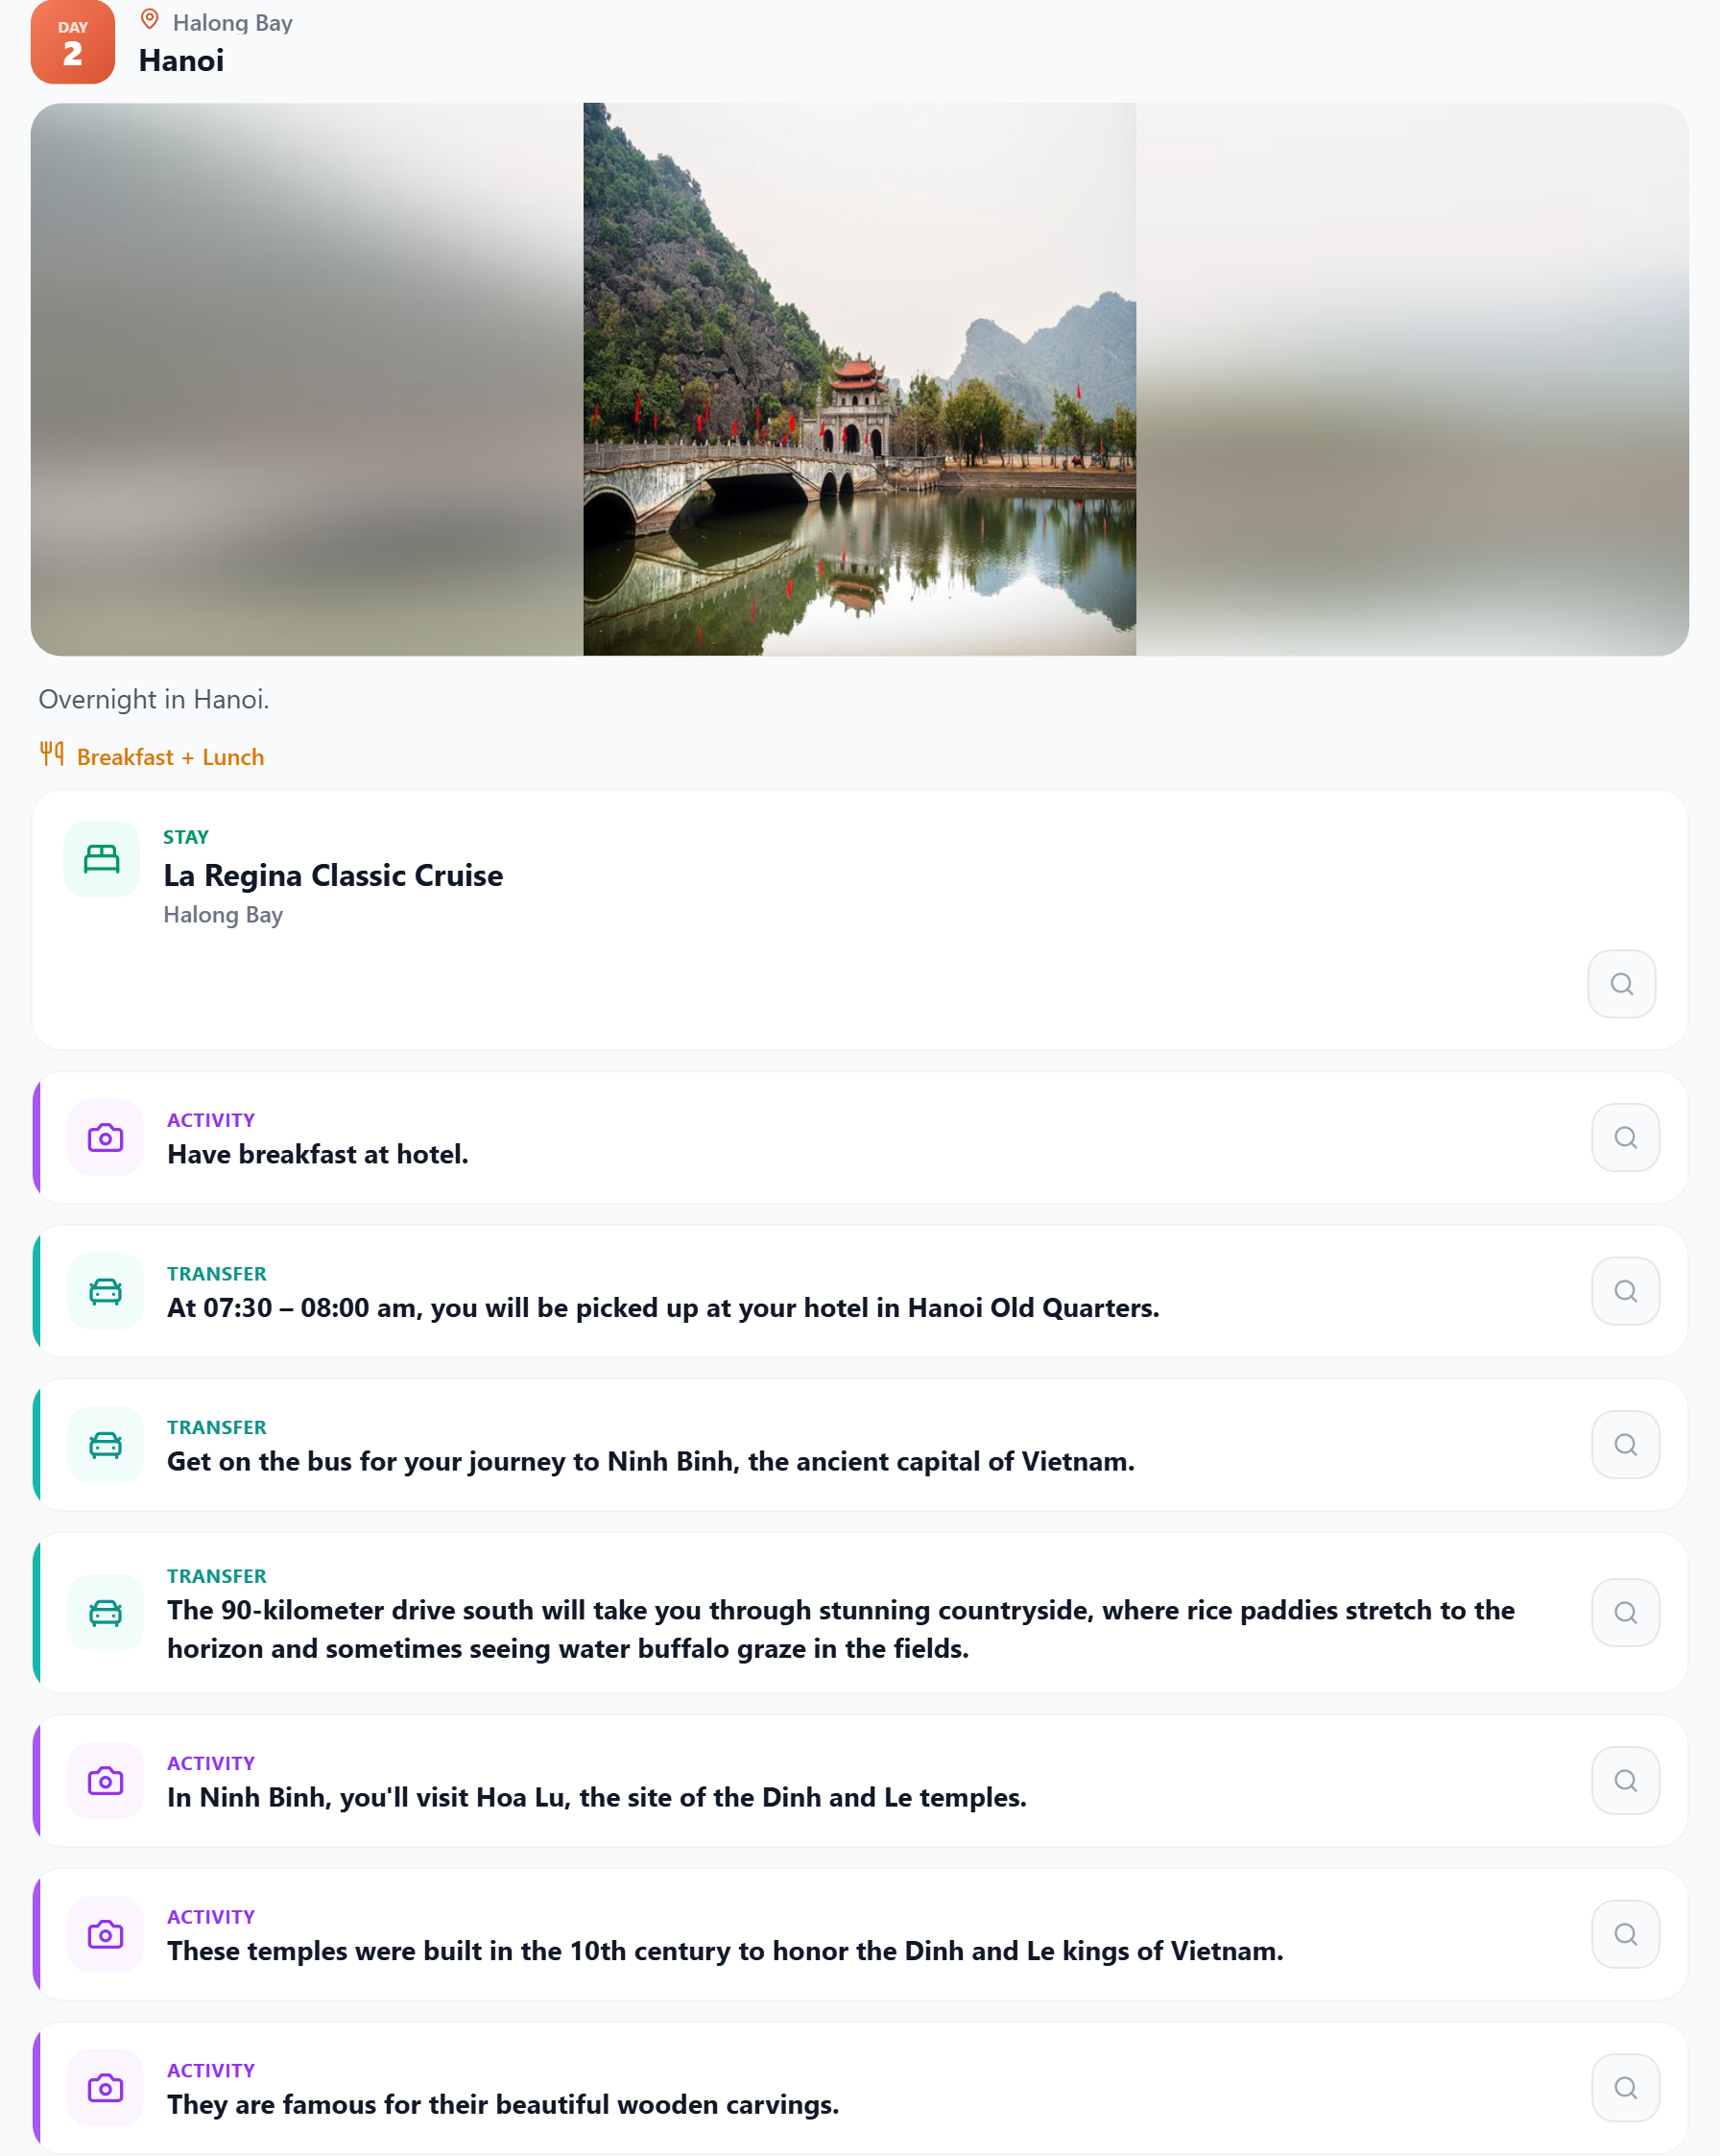 DAY
2
Halong Bay
Hanoi
Overnight in Hanoi.
Breakfast + Lunch
STAY
La Regina Classic Cruise
Halong Bay
ACTIVITY
Have breakfast at hotel.
TRANSFER
At 07:30 – 08:00 am, you will be picked up at your hotel in Hanoi Old Quarters.
TRANSFER
Get on the bus for your journey to Ninh Binh, the ancient capital of Vietnam.
TRANSFER
The 90-kilometer drive south will take you through stunning countryside, where rice paddies stretch to the
horizon and sometimes seeing water buffalo graze in the fields.
ACTIVITY
In Ninh Binh, you'll visit Hoa Lu, the site of the Dinh and Le temples.
ACTIVITY
These temples were built in the 10th century to honor the Dinh and Le kings of Vietnam.
ACTIVITY
They are famous for their beautiful wooden carvings.